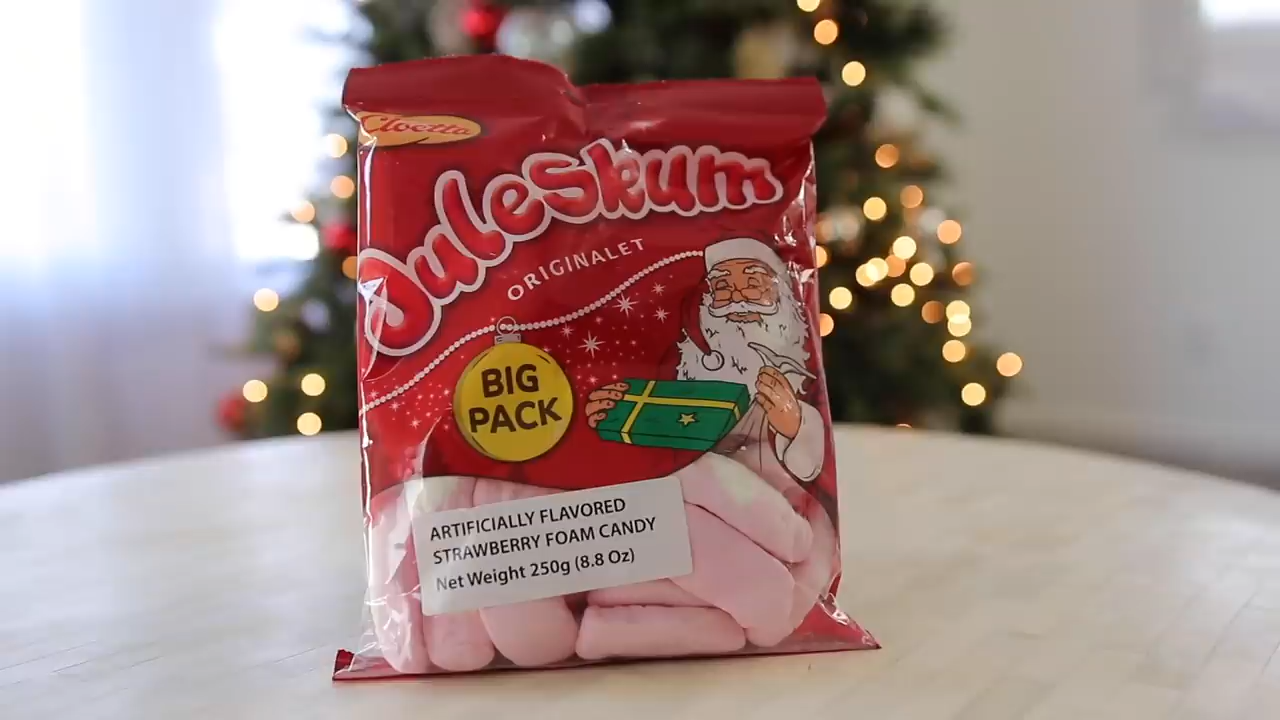 Cloetta
Juleskum
ORIGINALET
BIG
PACK
ARTIFICIALLY FLAVORED
STRAWBERRY FOAM CANDY
Net Weight 250g (8.8 Oz)